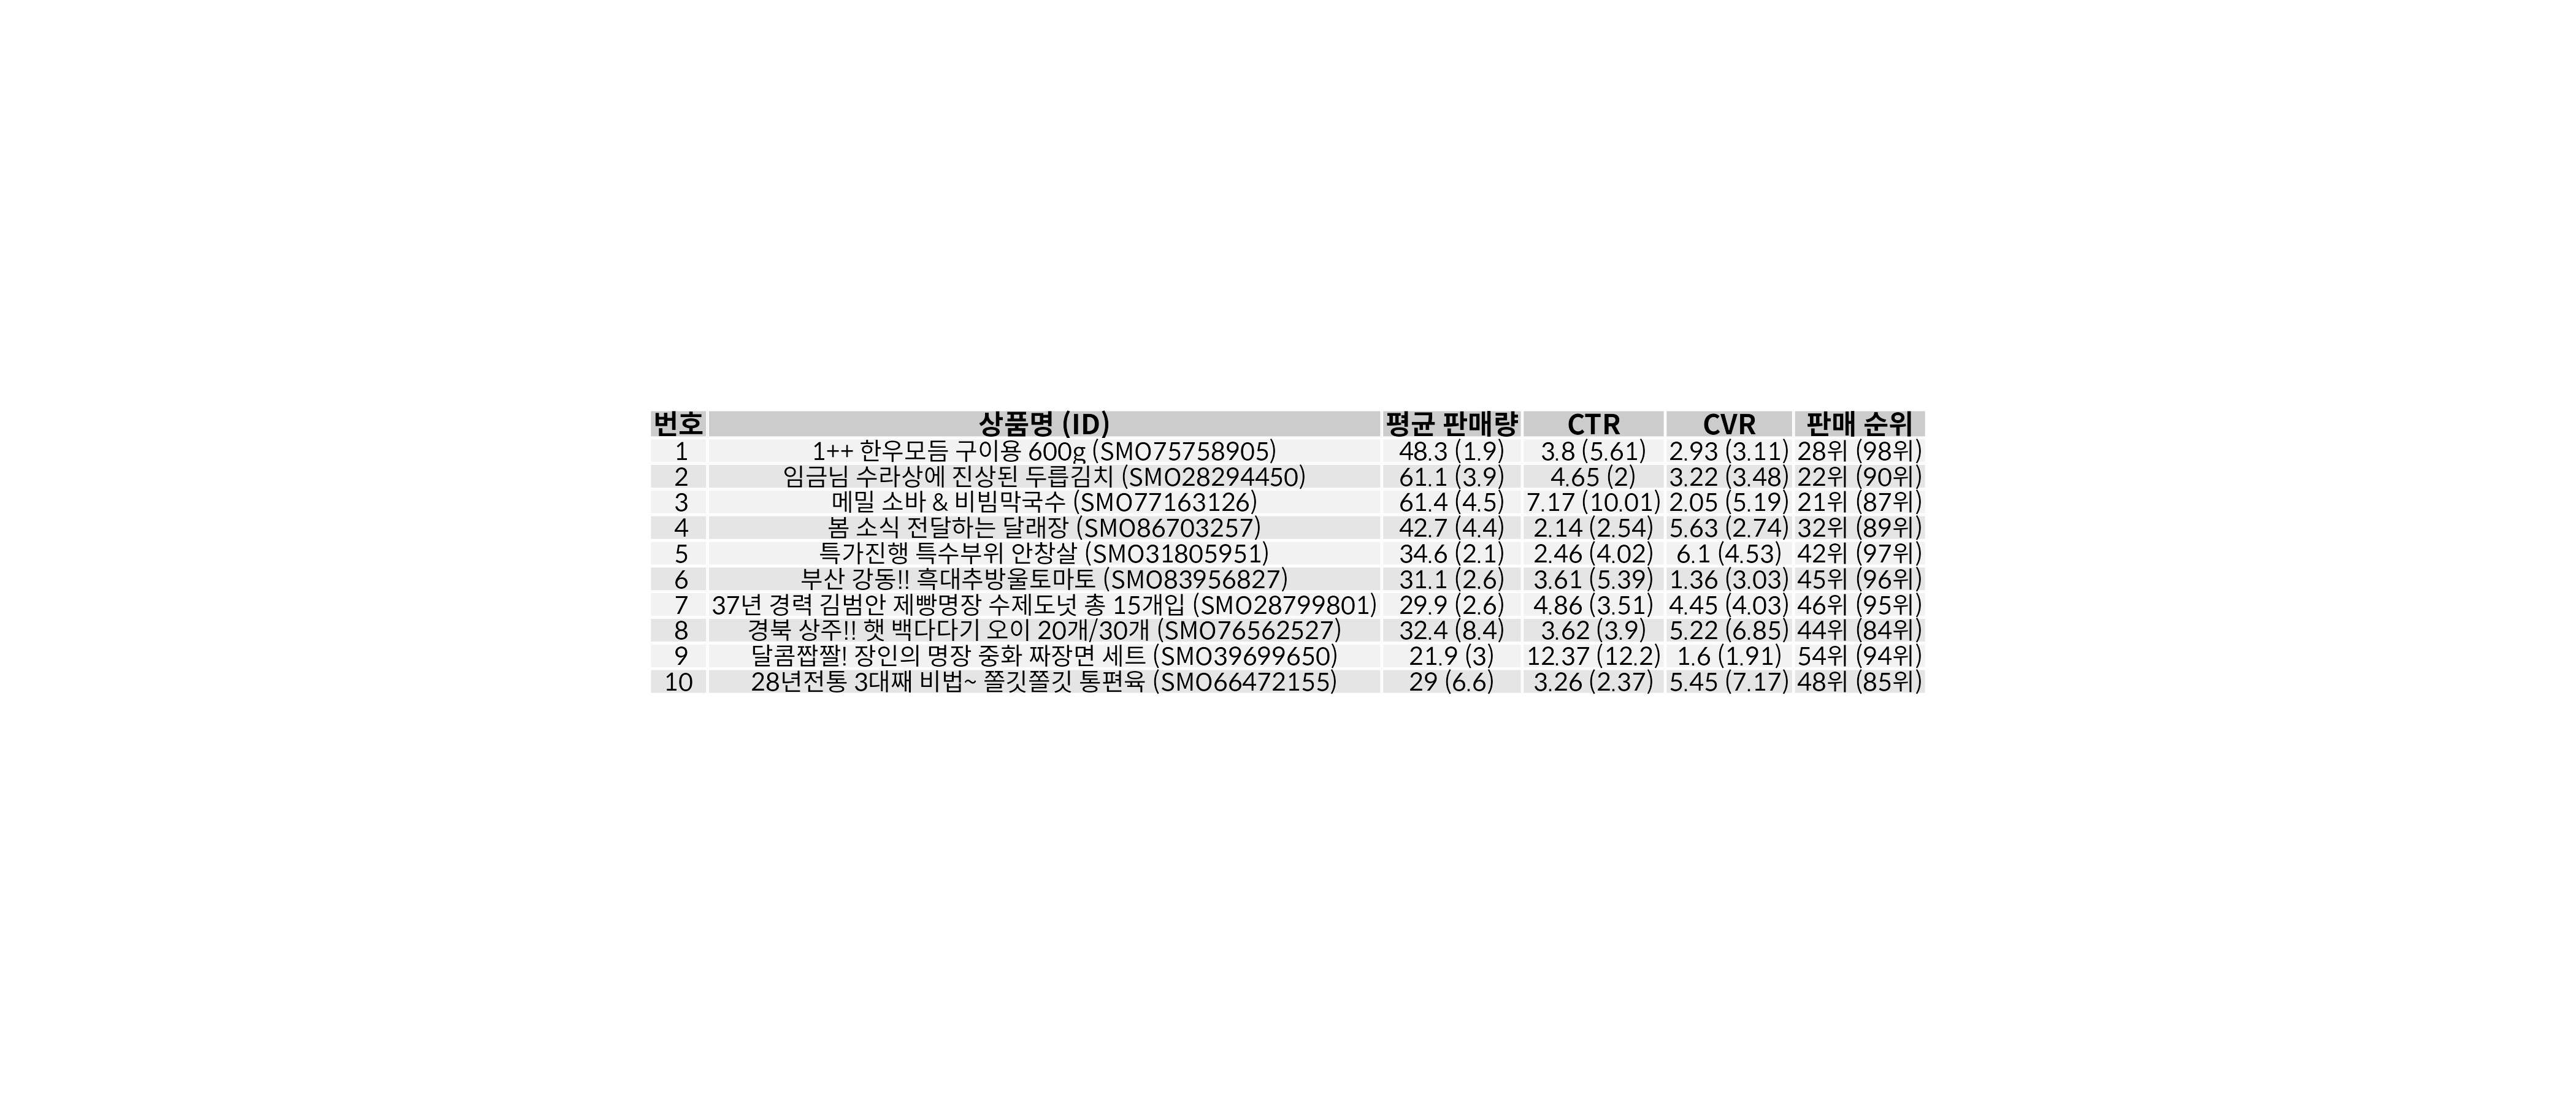 번호 상품명 (ID) 평균 판매량 CTR CVR 판매 순위
1 1++ 한우모듬 구이용 600g (SMO75758905) 48.3 (1.9) 3.8 (5.61) 2.93 (3.11) 28위 (98위)
2 임금님 수라상에 진상된 두릅김치 (SMO28294450) 61.1 (3.9) 4.65 (2) 3.22 (3.48) 22위 (90위)
3 메밀 소바 & 비빔막국수 (SMO77163126) 61.4 (4.5) 7.17 (10.01) 2.05 (5.19) 21위 (87위)
4 봄 소식 전달하는 달래장 (SMO86703257) 42.7 (4.4) 2.14 (2.54) 5.63 (2.74) 32위 (89위)
5 특가진행 특수부위 안창살 (SMO31805951) 34.6 (2.1) 2.46 (4.02) 6.1 (4.53) 42위 (97위)
6 부산 강동!! 흑대추방울토마토 (SMO83956827) 31.1 (2.6) 3.61 (5.39) 1.36 (3.03) 45위 (96위)
7 37년 경력 김범안 제빵명장 수제도넛 총 15개입 (SMO28799801) 29.9 (2.6) 4.86 (3.51) 4.45 (4.03) 46위 (95위)
8 경북 상주!! 햇 백다다기 오이 20개/30개 (SMO76562527) 32.4 (8.4) 3.62 (3.9) 5.22 (6.85) 44위 (84위)
9 달콤짭짤! 장인의 명장 중화 짜장면 세트 (SMO39699650) 21.9 (3) 12.37 (12.2) 1.6 (1.91) 54위 (94위)
10 28년전통 3대째 비법~ 쫄깃쫄깃 통편육 (SMO66472155) 29 (6.6) 3.26 (2.37) 5.45 (7.17) 48위 (85위)